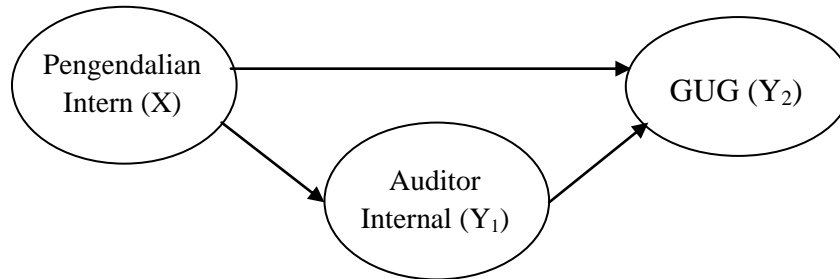 Pengendalian
Intern (X)
GUG (Y₂)
Auditor
Internal (Y₁)